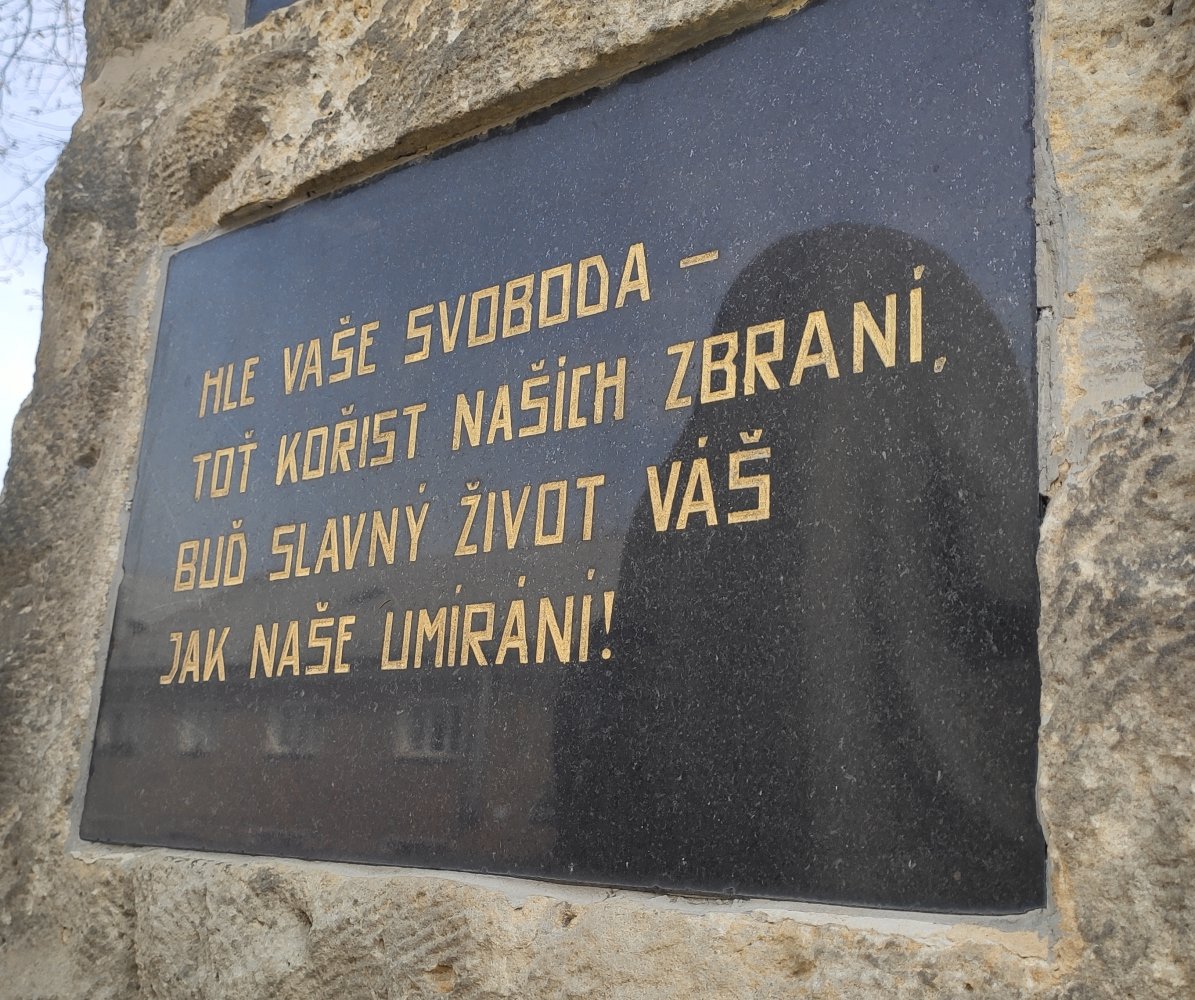 HLE VAŠE SVOBODA –
TOŤ KOŘIST NAŠICH ZBRANÍ,
BUĎ SLAVNÝ ŽIVOT VÁŠ
JAK NAŠE UMÍRÁNÍ!